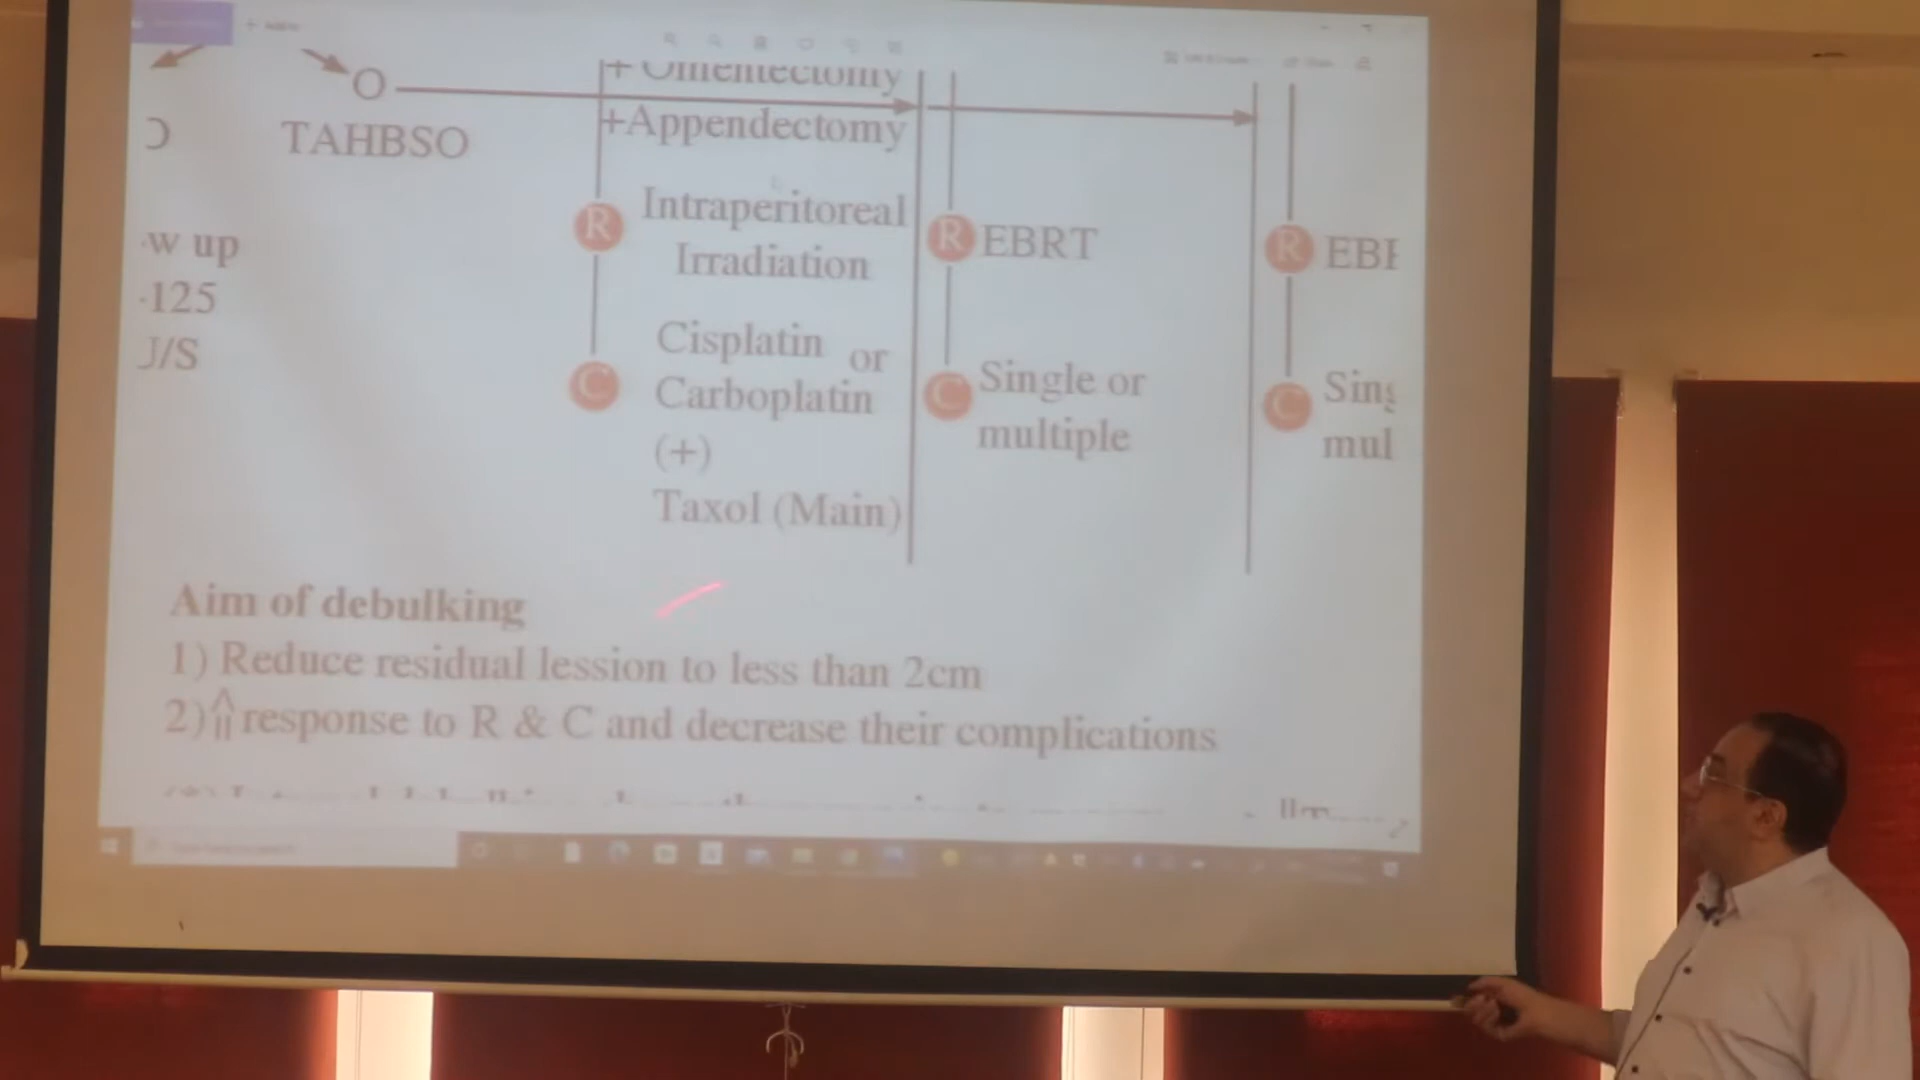 O
+ Omentectomy
+Appendectomy
TAHBSO
R Intraperitoreal
Irradiation
R EBRT
R
w up
-125
J/S
C Cisplatin or
Carboplatin
(+)
Taxol (Main)
C Single or
multiple
C Sing
mul
Aim of debulking
1) Reduce residual lession to less than 2cm
2) ⇑ response to R & C and decrease their complications